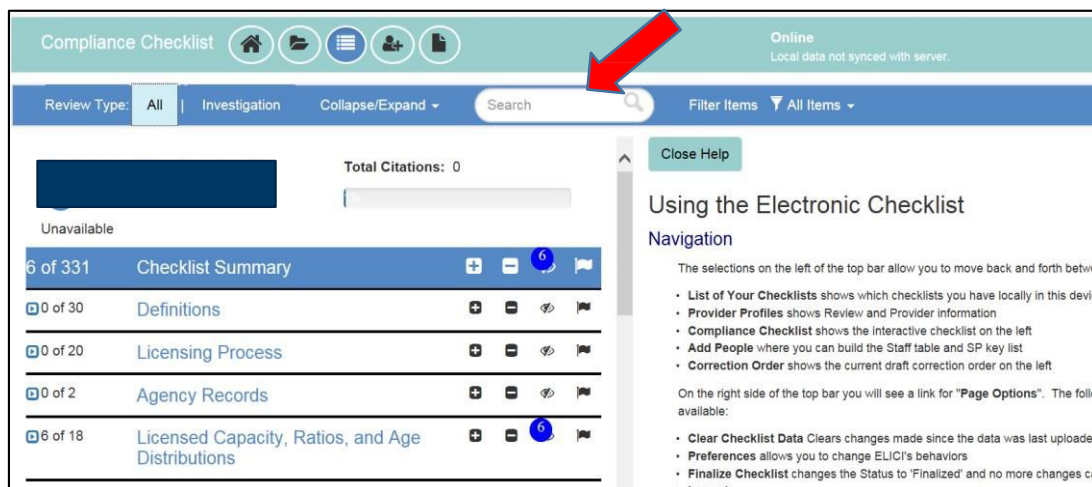 Compliance Checklist
Online
Local data not synced with server.
Review Type: All | Investigation Collapse/Expand Search Filter Items All Items
Total Citations: 0
Unavailable
6 of 331 Checklist Summary 6
0 of 30 Definitions
0 of 20 Licensing Process
0 of 2 Agency Records
6 of 18 Licensed Capacity, Ratios, and Age 6
Distributions
Close Help
Using the Electronic Checklist
Navigation
The selections on the left of the top bar allow you to move back and forth betw
• List of Your Checklists shows which checklists you have locally in this devi
• Provider Profiles shows Review and Provider information
• Compliance Checklist shows the interactive checklist on the left
• Add People where you can build the Staff table and SP key list
• Correction Order shows the current draft correction order on the left
On the right side of the top bar you will see a link for "Page Options". The foll
available:
• Clear Checklist Data Clears changes made since the data was last uploade
• Preferences allows you to change ELICI's behaviors
• Finalize Checklist changes the Status to 'Finalized' and no more changes c